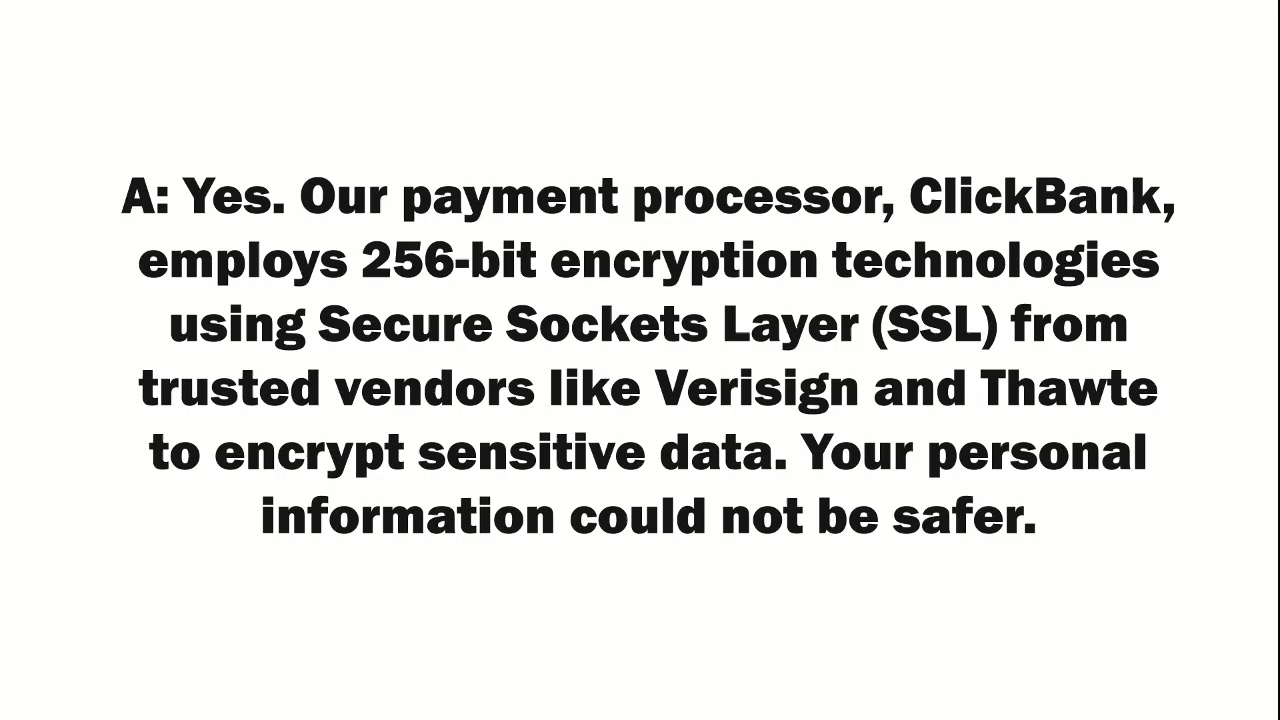 A: Yes. Our payment processor, ClickBank,
employs 256-bit encryption technologies
using Secure Sockets Layer (SSL) from
trusted vendors like Verisign and Thawte
to encrypt sensitive data. Your personal
information could not be safer.